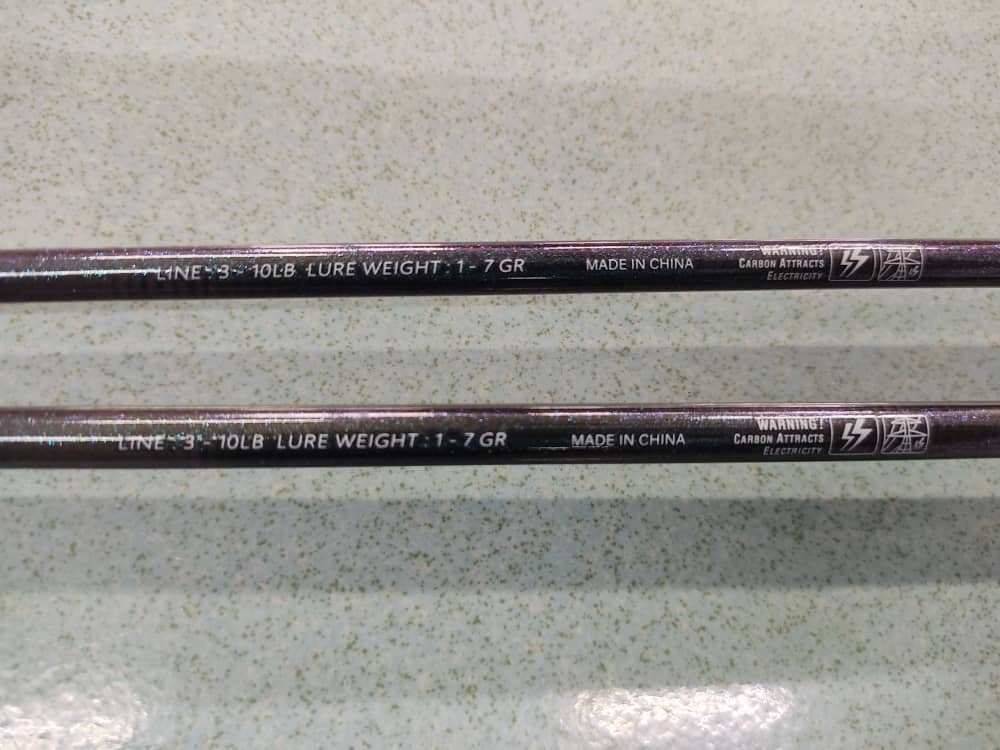 LINE : 3 - 10LB LURE WEIGHT : 1 - 7 GR MADE IN CHINA
WARNING!
CARBON ATTRACTS
ELECTRICITY
LINE : 3 - 10LB LURE WEIGHT : 1 - 7 GR MADE IN CHINA
WARNING!
CARBON ATTRACTS
ELECTRICITY